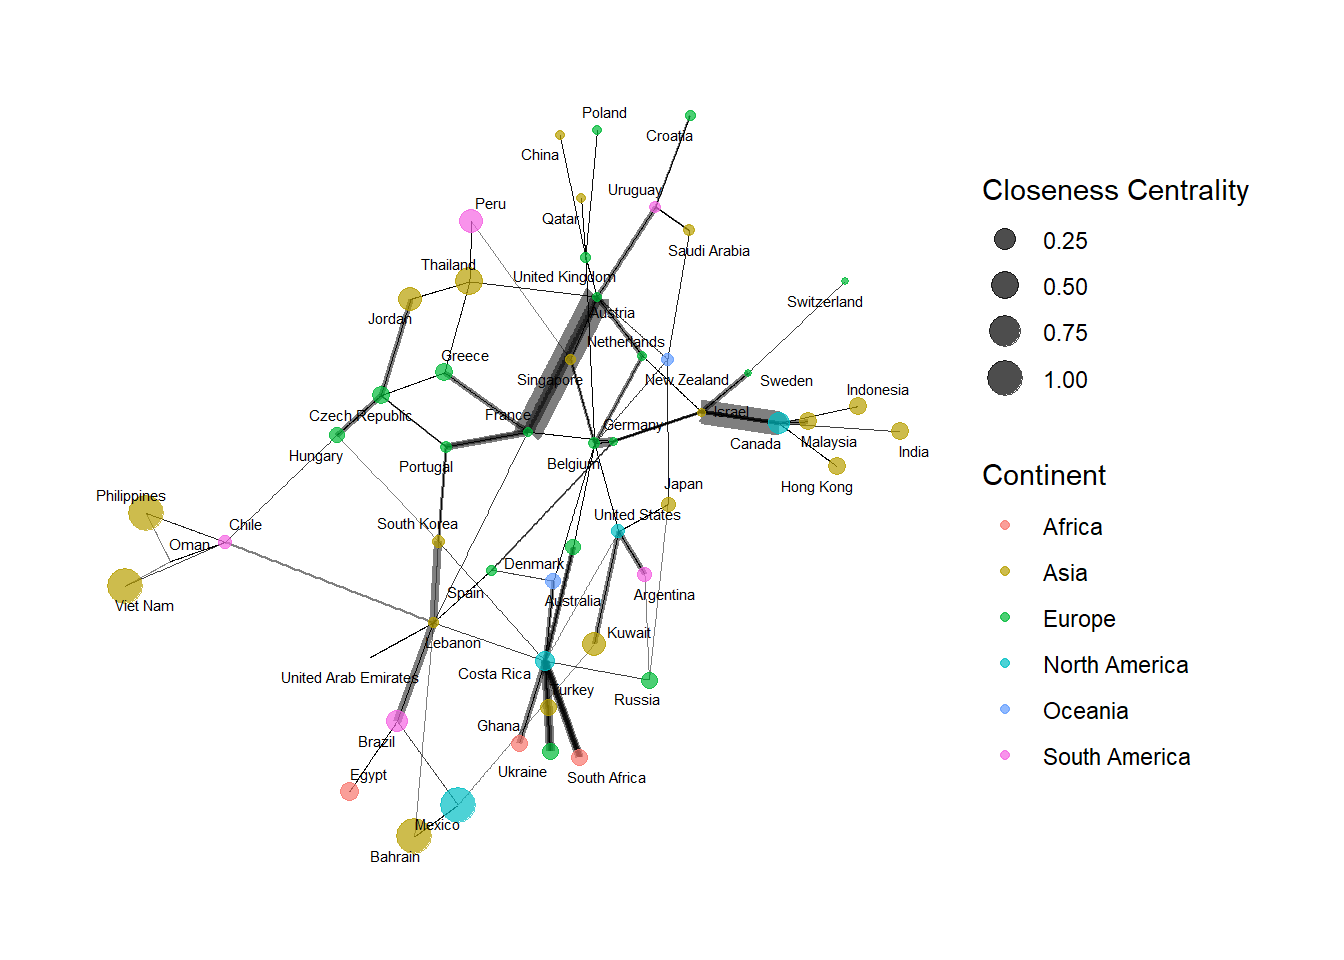 Poland
China
Croatia
Uruguay
Peru
Qatar
Saudi Arabia
Thailand
United Kingdom
Switzerland
Jordan
Austria
Netherlands
Greece
Singapore
New Zealand
Sweden
Indonesia
Czech Republic
France
Israel
Germany
Canada
Malaysia
India
Hungary
Portugal
Belgium
Hong Kong
Japan
Philippines
Chile
South Korea
United States
Oman
Denmark
Spain
Australia
Argentina
Viet Nam
Lebanon
Kuwait
United Arab Emirates
Costa Rica
Turkey
Russia
Ghana
Brazil
Egypt
Ukraine
South Africa
Mexico
Bahrain
Closeness Centrality
0.25
0.50
0.75
1.00
Continent
Africa
Asia
Europe
North America
Oceania
South America